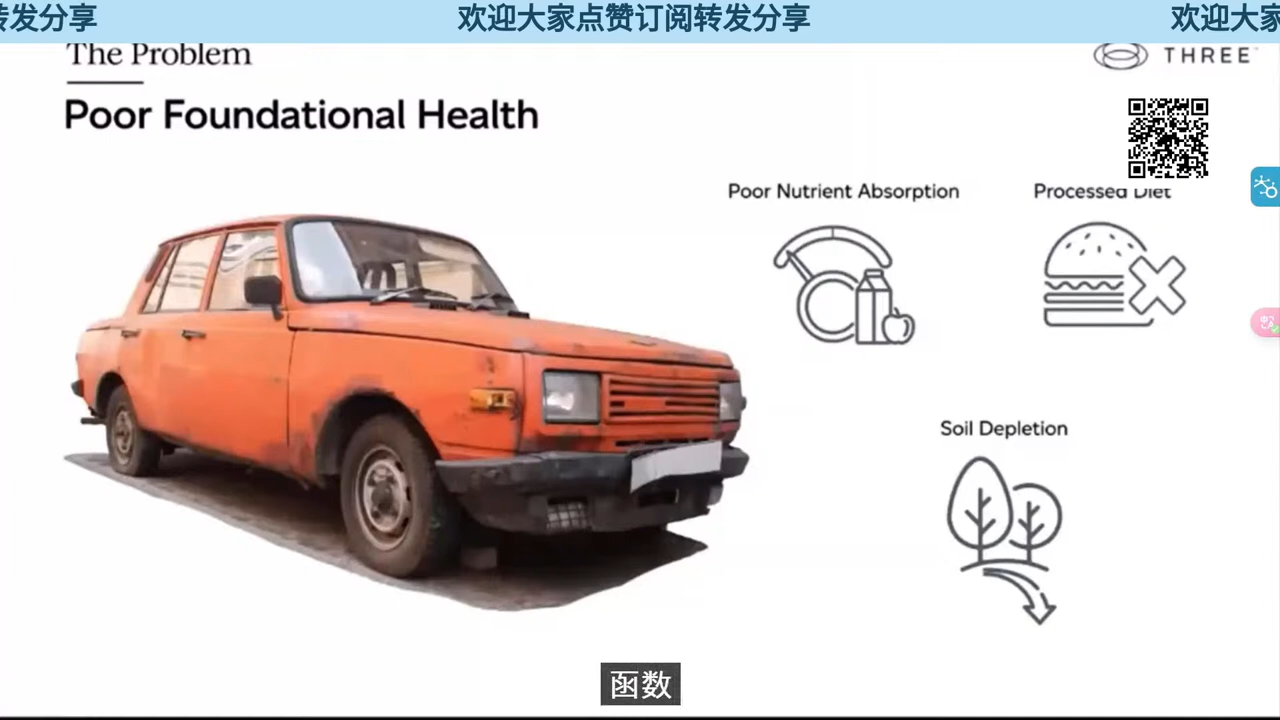 转发分享
欢迎大家点赞订阅转发分享
欢迎大家
The Problem
THREE
Poor Foundational Health
Poor Nutrient Absorption
Processed Diet
Soil Depletion
函数